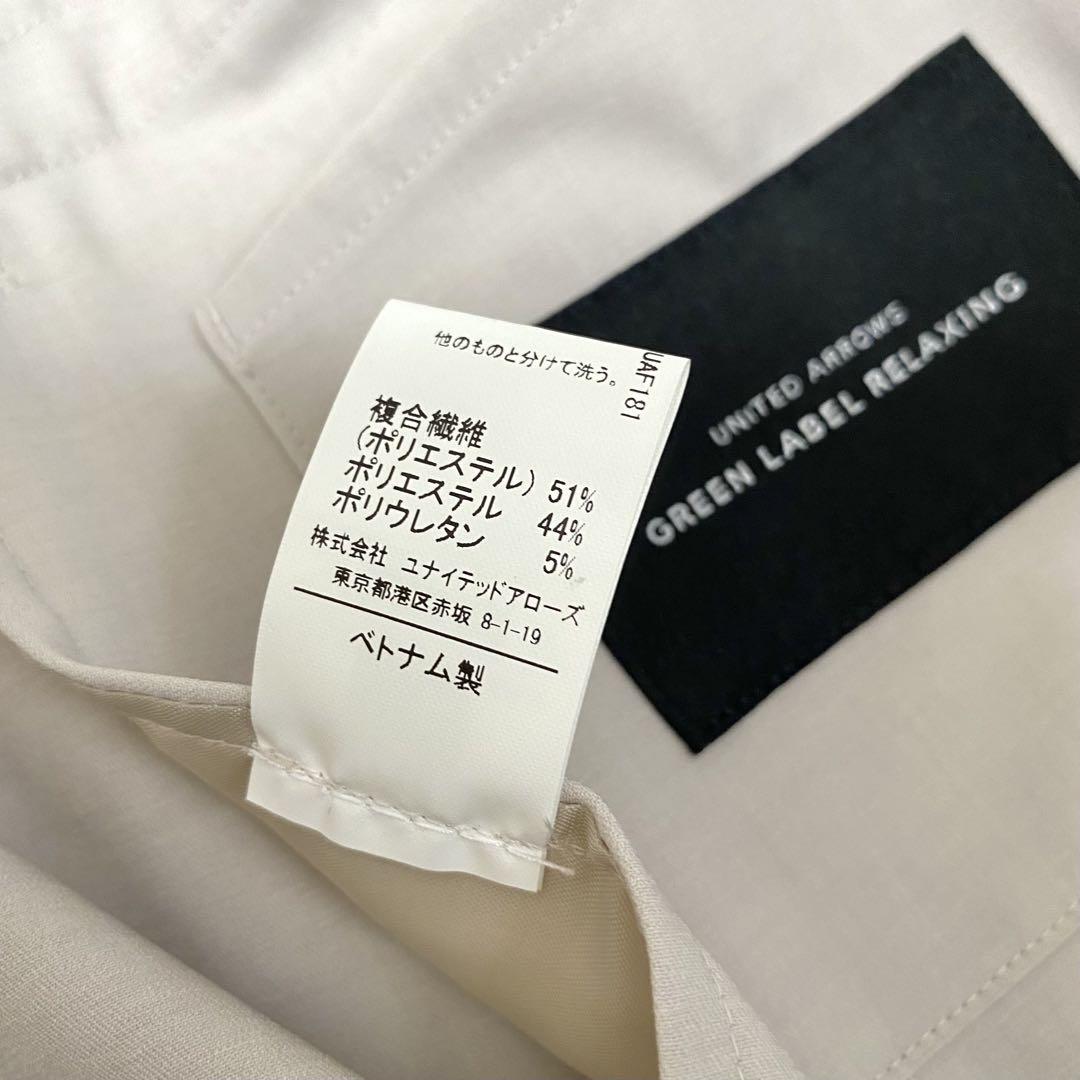 他のものと分けて洗う。
UAF181
複合繊維
(ポリエステル) 51%
ポリエステル 44%
ポリウレタン 5%
株式会社 ユナイテッドアローズ
東京都港区赤坂 8-1-19
ベトナム製
UNITED ARROWS
GREEN LABEL RELAXING